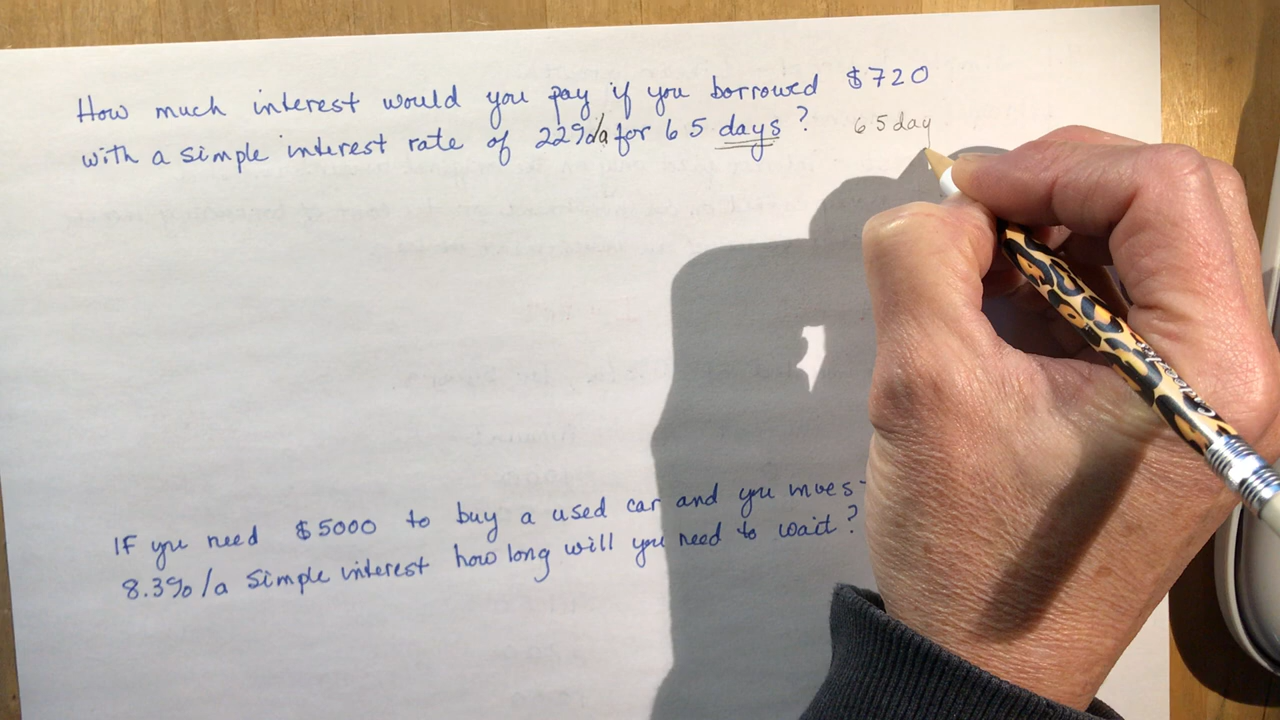 How much interest would you pay if you borrowed $720
with a simple interest rate of 22%/a for 65 days? 65 day
IF you need $5000 to buy a used car and you
8.3%/a simple interest how long will you need to wait?